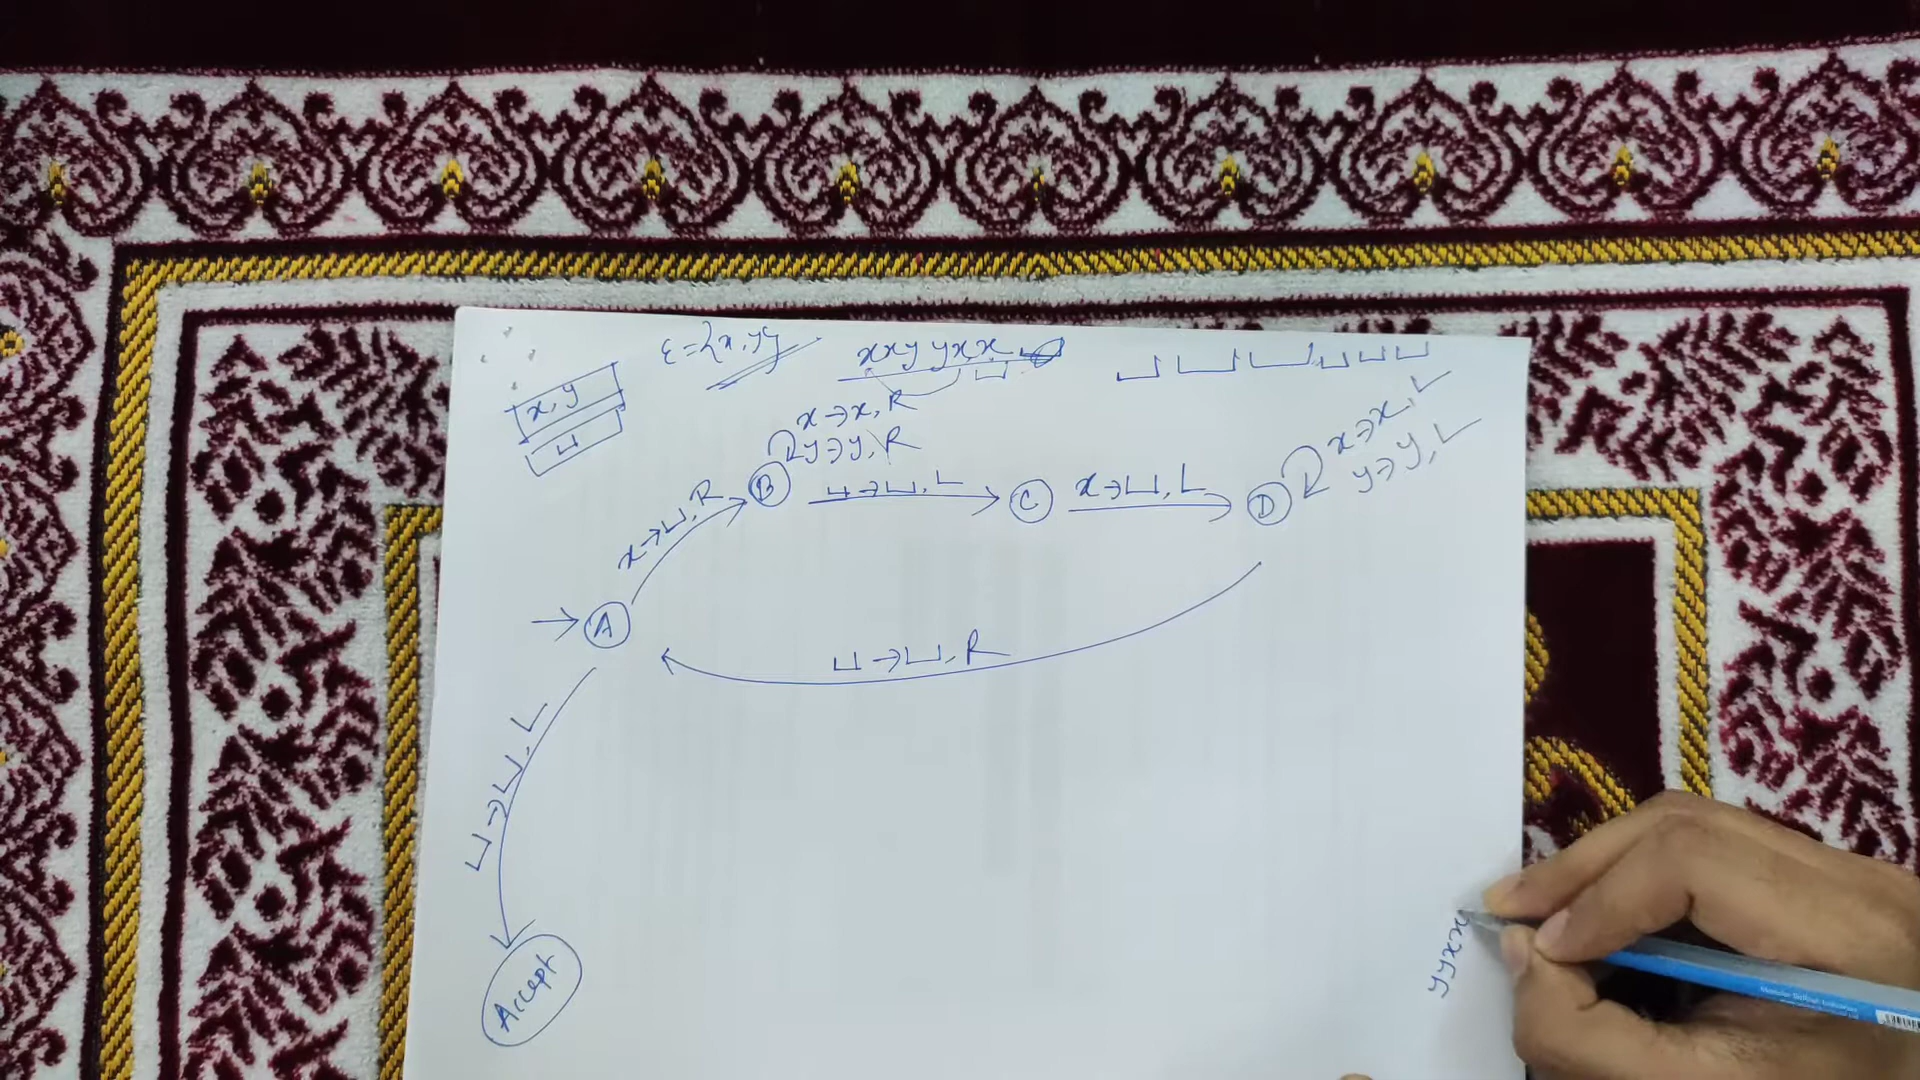 Ɛ = {x, y}
xxyyxx
⊔ ⊔ ⊔ ⊔ ⊔ ⊔
x, y
⊔
⊔
x→x, R
y→y, R
x→x, L
y→y, L
B
⊔→⊔, L
C
x→⊔, L
D
x→⊔, R
A
⊔→⊔, R
⊔→⊔, L
Accept
yyxx